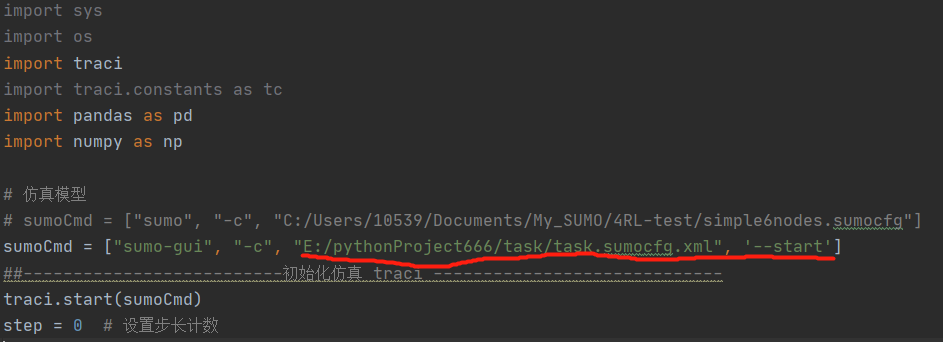 import sys
import os
import traci
import traci.constants as tc
import pandas as pd
import numpy as np
# 仿真模型
# sumoCmd = ["sumo", "-c", "C:/Users/10539/Documents/My_SUMO/4RL-test/simple6nodes.sumocfg"]
sumoCmd = ["sumo-gui", "-c", "E:/pythonProject666/task/task.sumocfg.xml", '--start']
##---------------------------初始化仿真 traci ------------------------------
traci.start(sumoCmd)
step = 0  # 设置步长计数